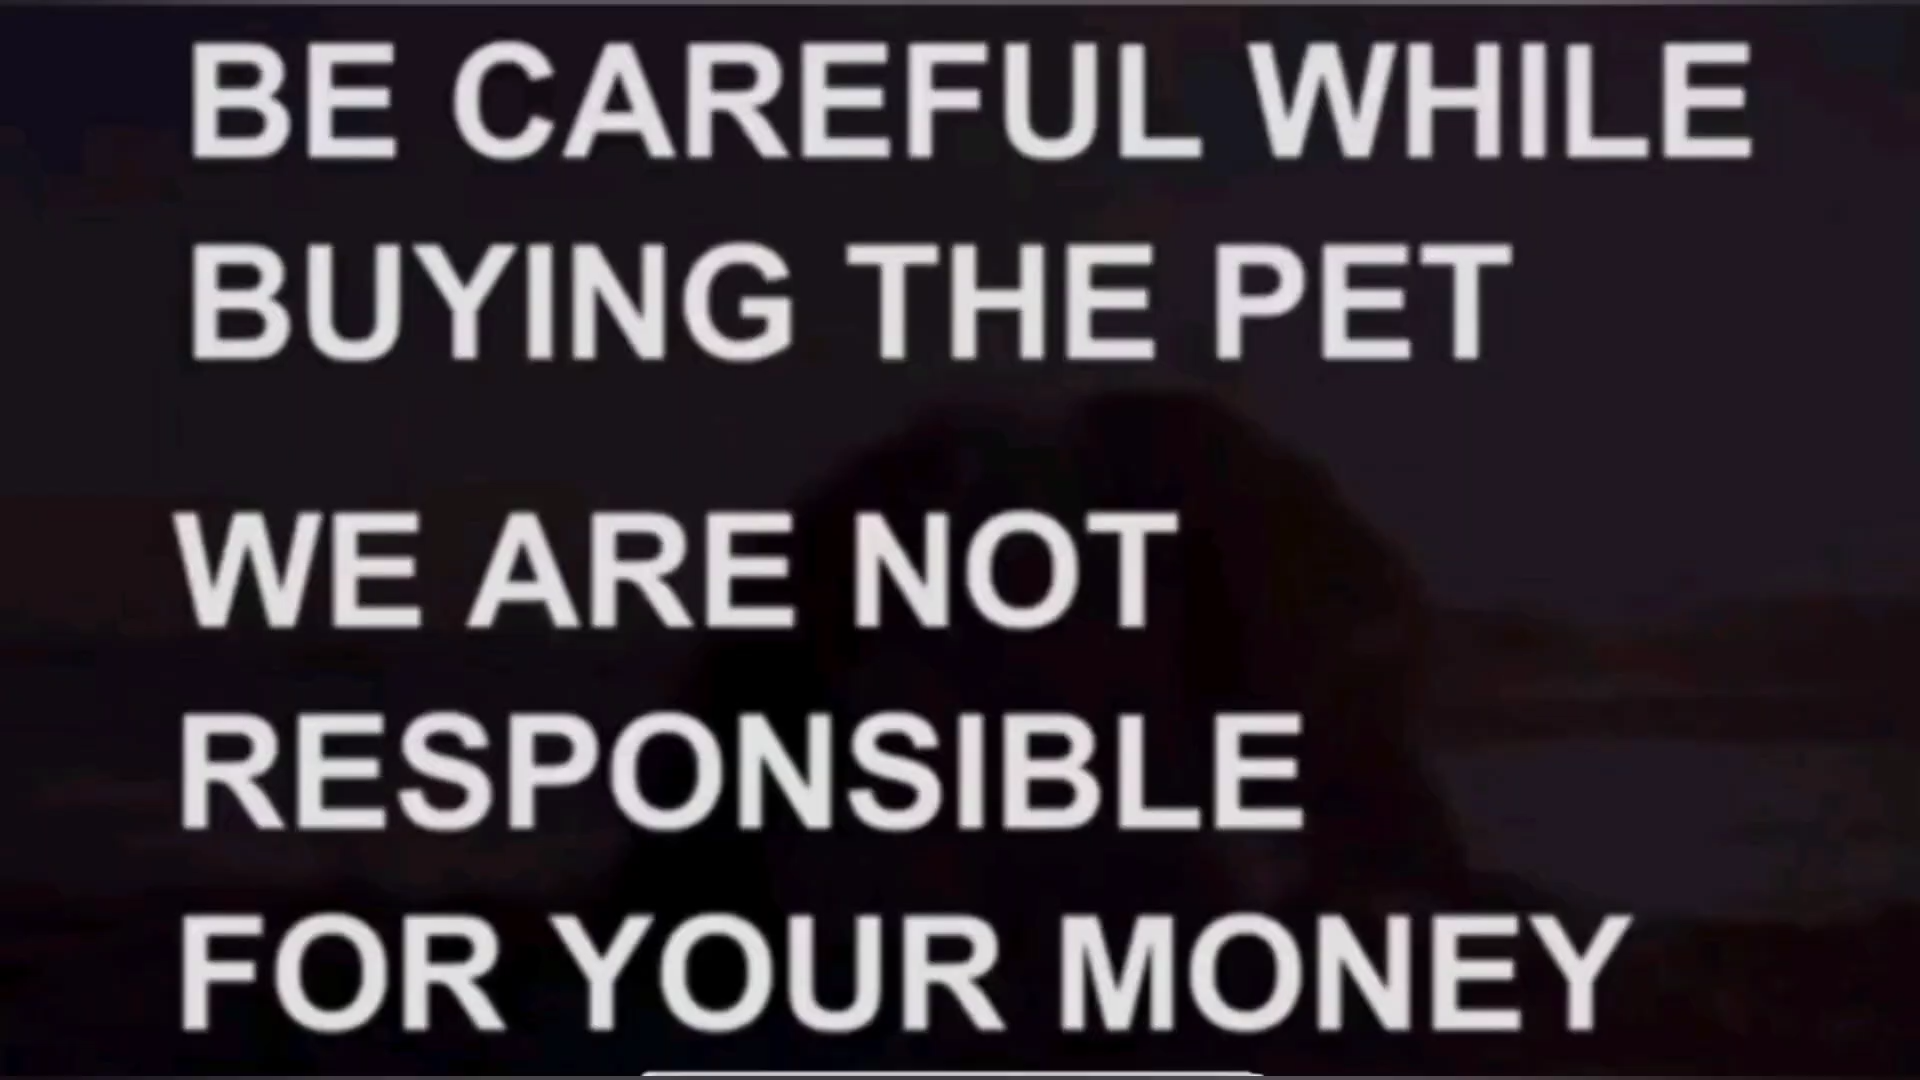 BE CAREFUL WHILE
BUYING THE PET
WE ARE NOT
RESPONSIBLE
FOR YOUR MONEY